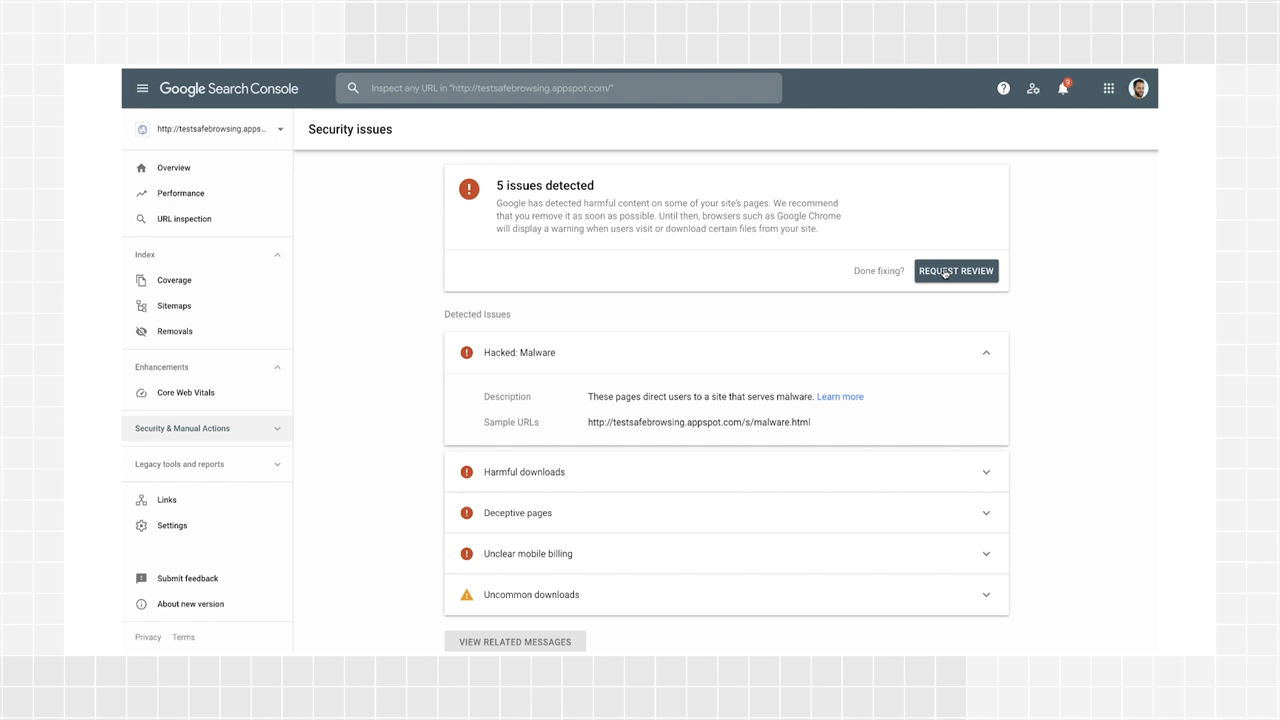 Google Search Console
Inspect any URL in "http://testsafebrowsing.appspot.com/"
9
http://testsafebrowsing.apps...
Security issues
Overview
Performance
URL inspection
Index
Coverage
Sitemaps
Removals
Enhancements
Core Web Vitals
Security & Manual Actions
Legacy tools and reports
Links
Settings
Submit feedback
About new version
Privacy Terms
5 issues detected
Google has detected harmful content on some of your site's pages. We recommend
that you remove it as soon as possible. Until then, browsers such as Google Chrome
will display a warning when users visit or download certain files from your site.
Done fixing? REQUEST REVIEW
Detected Issues
Hacked: Malware
Description These pages direct users to a site that serves malware. Learn more
Sample URLs http://testsafebrowsing.appspot.com/s/malware.html
Harmful downloads
Deceptive pages
Unclear mobile billing
Uncommon downloads
VIEW RELATED MESSAGES